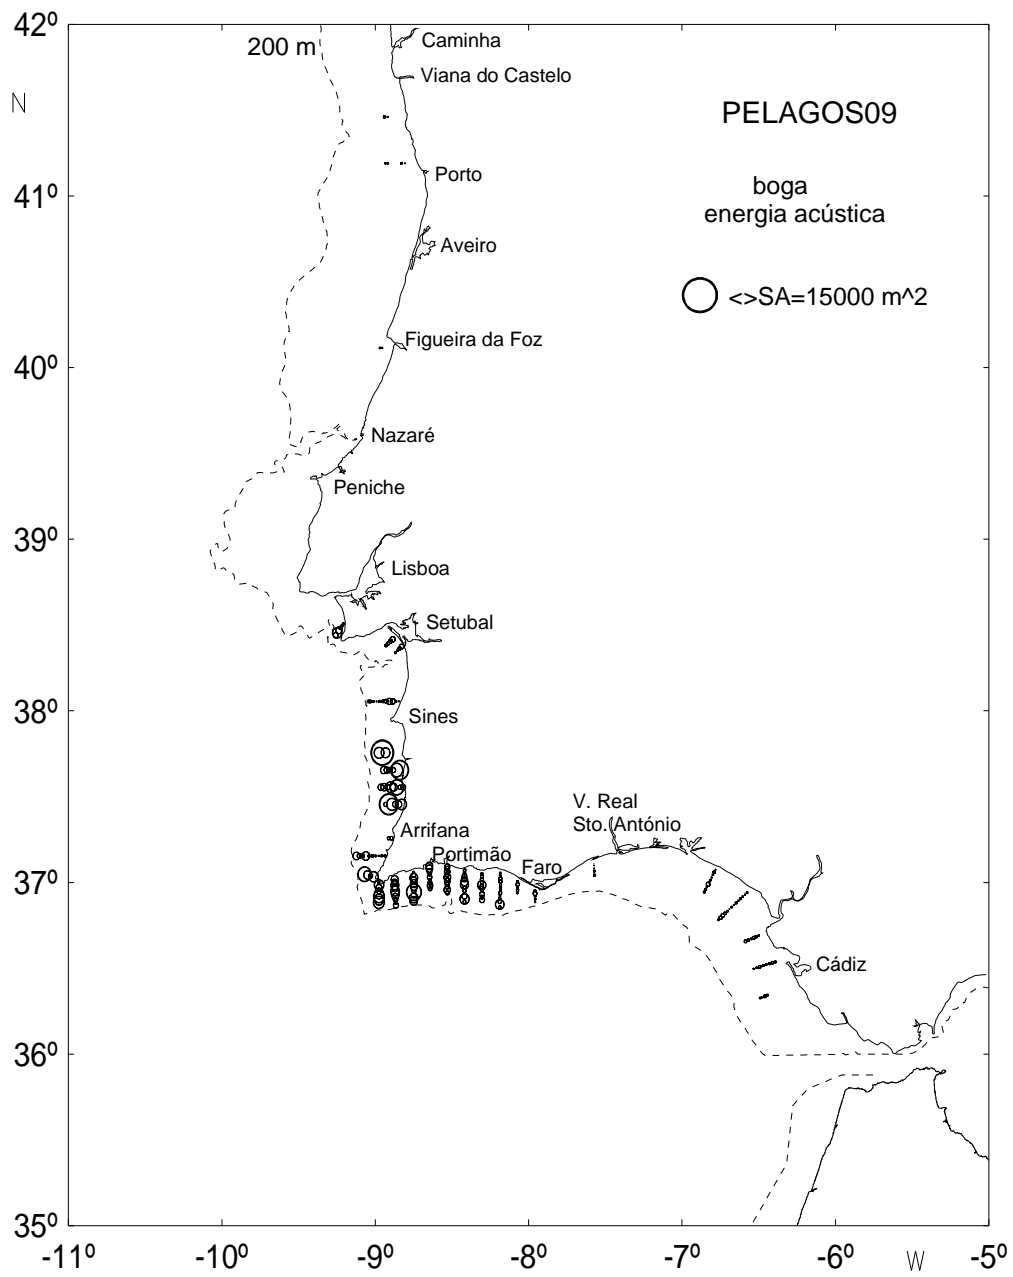 42º
200 m
Caminha
Viana do Castelo
N
PELAGOS09
Porto
41º
boga
energia acústica
Aveiro
<>SA=15000 m^2
Figueira da Foz
40º
Nazaré
Peniche
39º
Lisboa
Setubal
38º
Sines
V. Real
Sto. António
Arrifana
Portimão
Faro
37º
Cádiz
36º
35º
-11º -10º -9º -8º -7º -6º W -5º